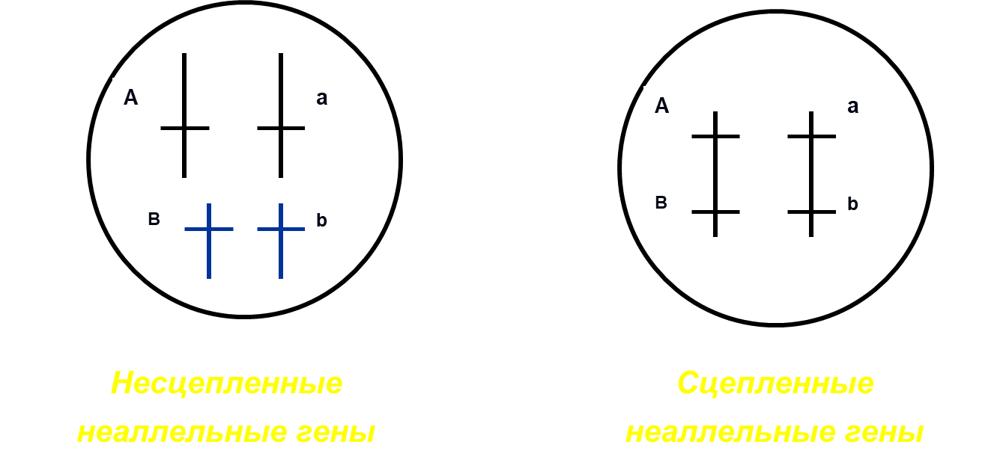 A a
B b
Несцепленные
неаллельные гены
A a
B b
Сцепленные
неаллельные гены